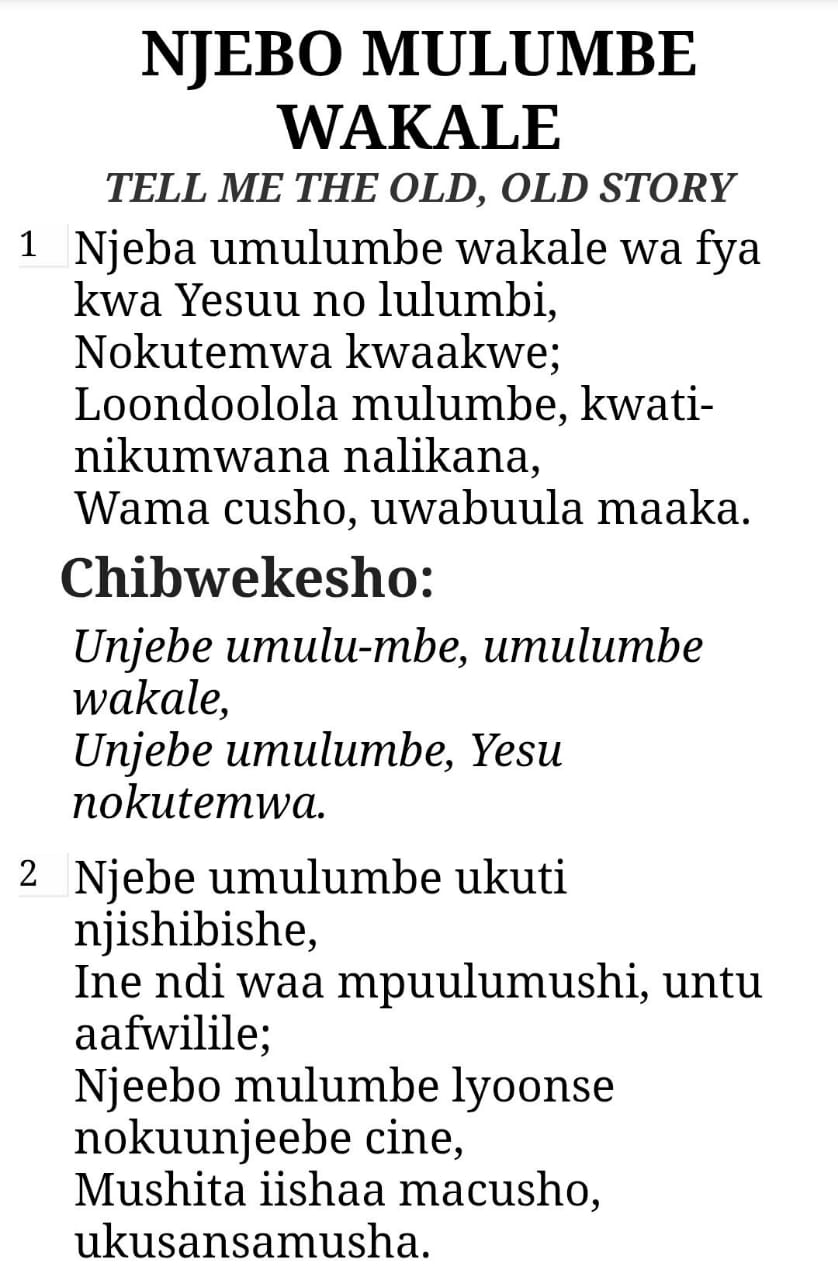 NJEBO MULUMBE
WAKALE
TELL ME THE OLD, OLD STORY
1 Njeba umulumbe wakale wa fya
kwa Yesuu no lulumbi,
Nokutemwa kwaakwe;
Loondoolola mulumbe, kwati-
nikumwana nalikana,
Wama cusho, uwabuula maaka.
Chibwekesho:
Unjebe umulu-mbe, umulumbe
wakale,
Unjebe umulumbe, Yesu
nokutemwa.
2 Njebe umulumbe ukuti
njishibishe,
Ine ndi waa mpuulumushi, untu
aafwilile;
Njeebo mulumbe lyoonse
nokuunjeebe cine,
Mushita iishaa macusho,
ukusansamusha.